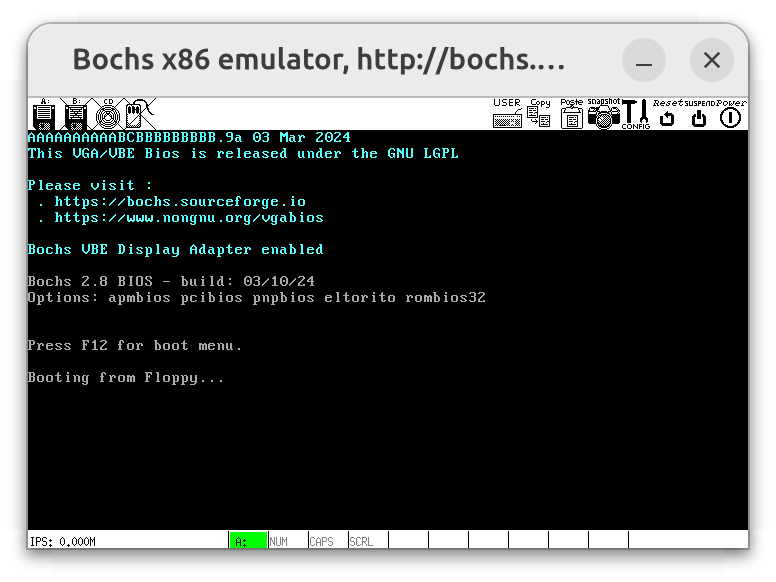 Bochs x86 emulator, http://bochs....
A: B: CD USER Copy Paste snapshot CONFIG Reset SUSPEND Power
AAAAAAAAAABCBBBBBBBBB.9a 03 Mar 2024
This VGA/VBE Bios is released under the GNU LGPL
Please visit :
. https://bochs.sourceforge.io
. https://www.nongnu.org/vgabios
Bochs VBE Display Adapter enabled
Bochs 2.8 BIOS - build: 03/10/24
Options: apmbios pcibios pnpbios eltorito rombios32
Press F12 for boot menu.
Booting from Floppy...
IPS: 0.000M A: NUM CAPS SCRL